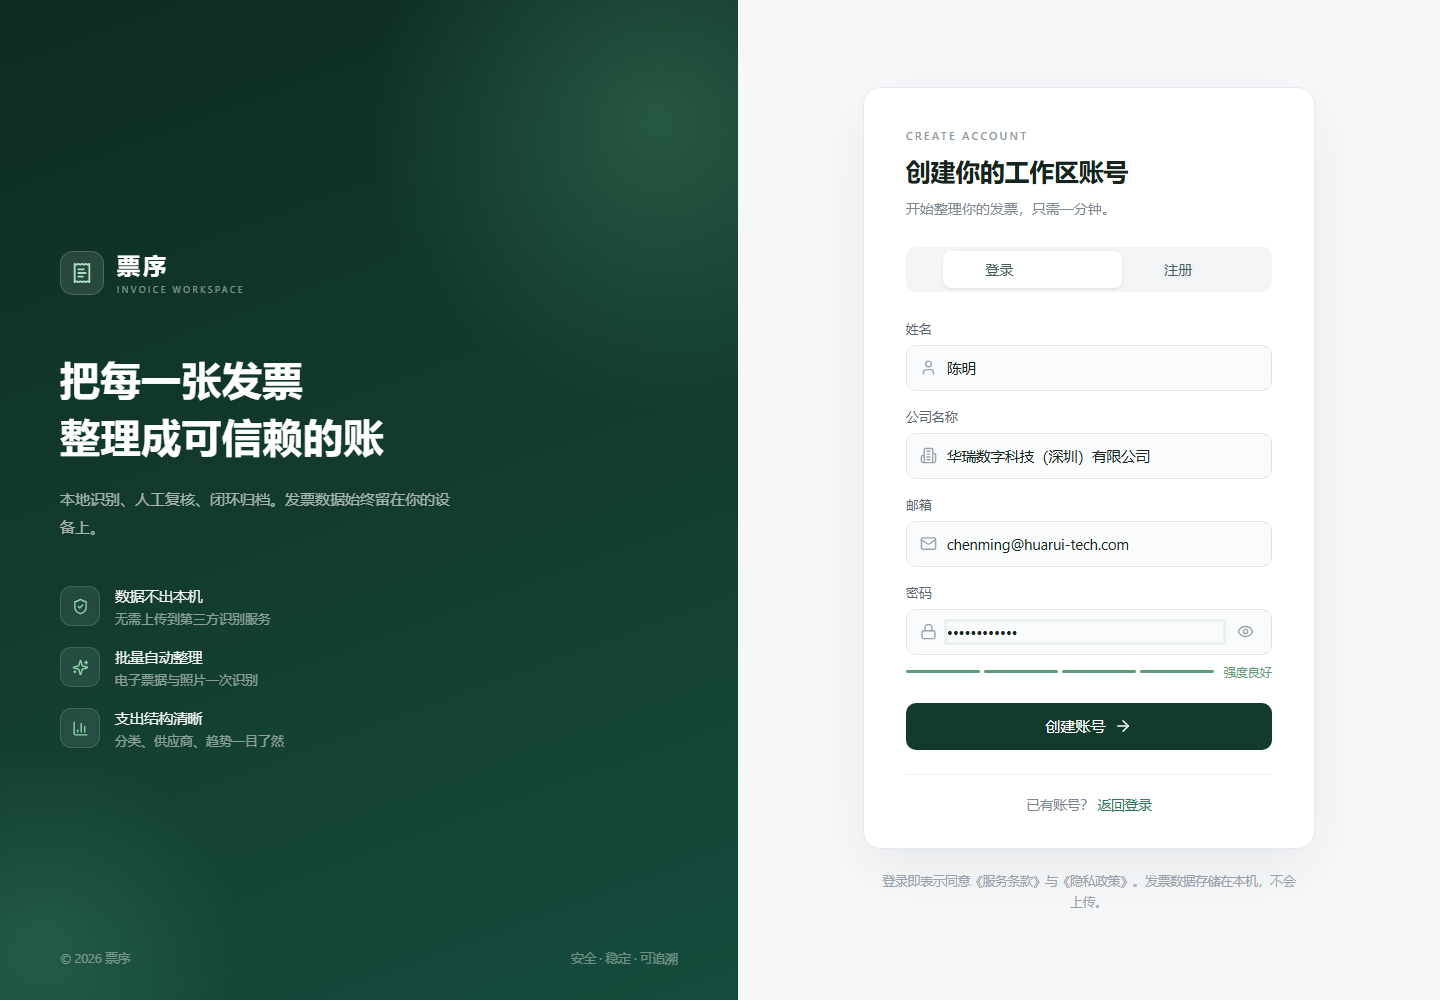 票序
INVOICE WORKSPACE
把每一张发票
整理成可信赖的账
本地识别、人工复核、闭环归档。发票数据始终留在你的设
备上。
数据不出本机
无需上传到第三方识别服务
批量自动整理
电子票据与照片一次识别
支出结构清晰
分类、供应商、趋势一目了然
© 2026 票序
安全 · 稳定 · 可追溯
CREATE ACCOUNT
创建你的工作区账号
开始整理你的发票，只需一分钟。
登录
注册
姓名
陈明
公司名称
华瑞数字科技（深圳）有限公司
邮箱
chenming@huarui-tech.com
密码
••••••••••••
强度良好
创建账号 →
已有账号？ 返回登录
登录即表示同意《服务条款》与《隐私政策》。发票数据存储在本机，不会
上传。